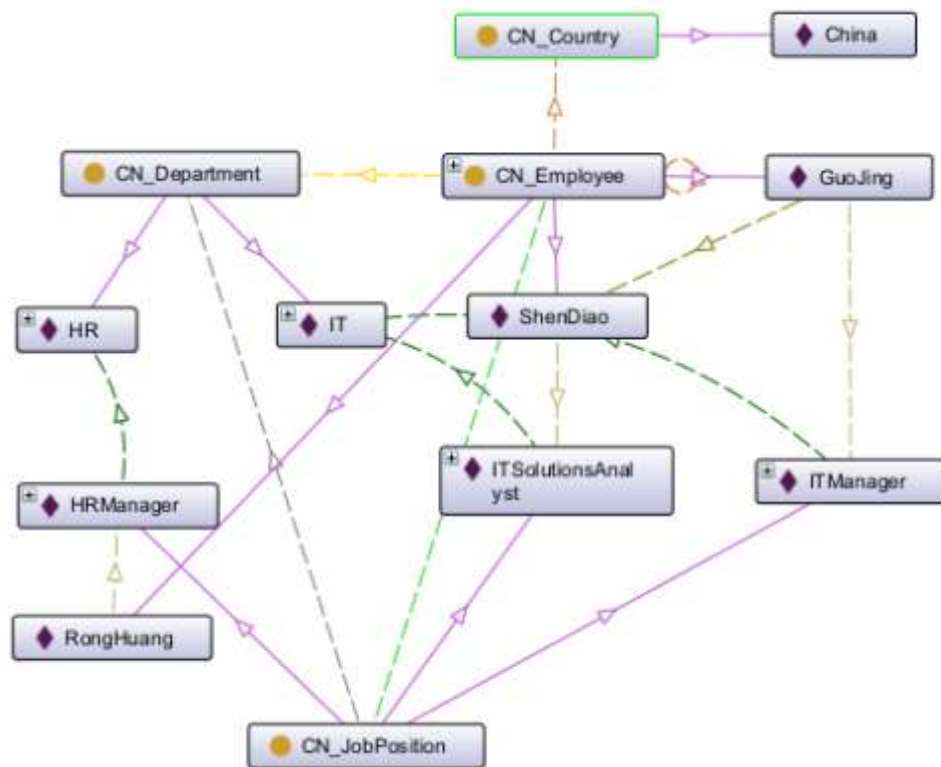 CN_Country
China
CN_Department
CN_Employee
GuoJing
HR
IT
ShenDiao
HRManager
ITSolutionsAnal
yst
ITManager
RongHuang
CN_JobPosition